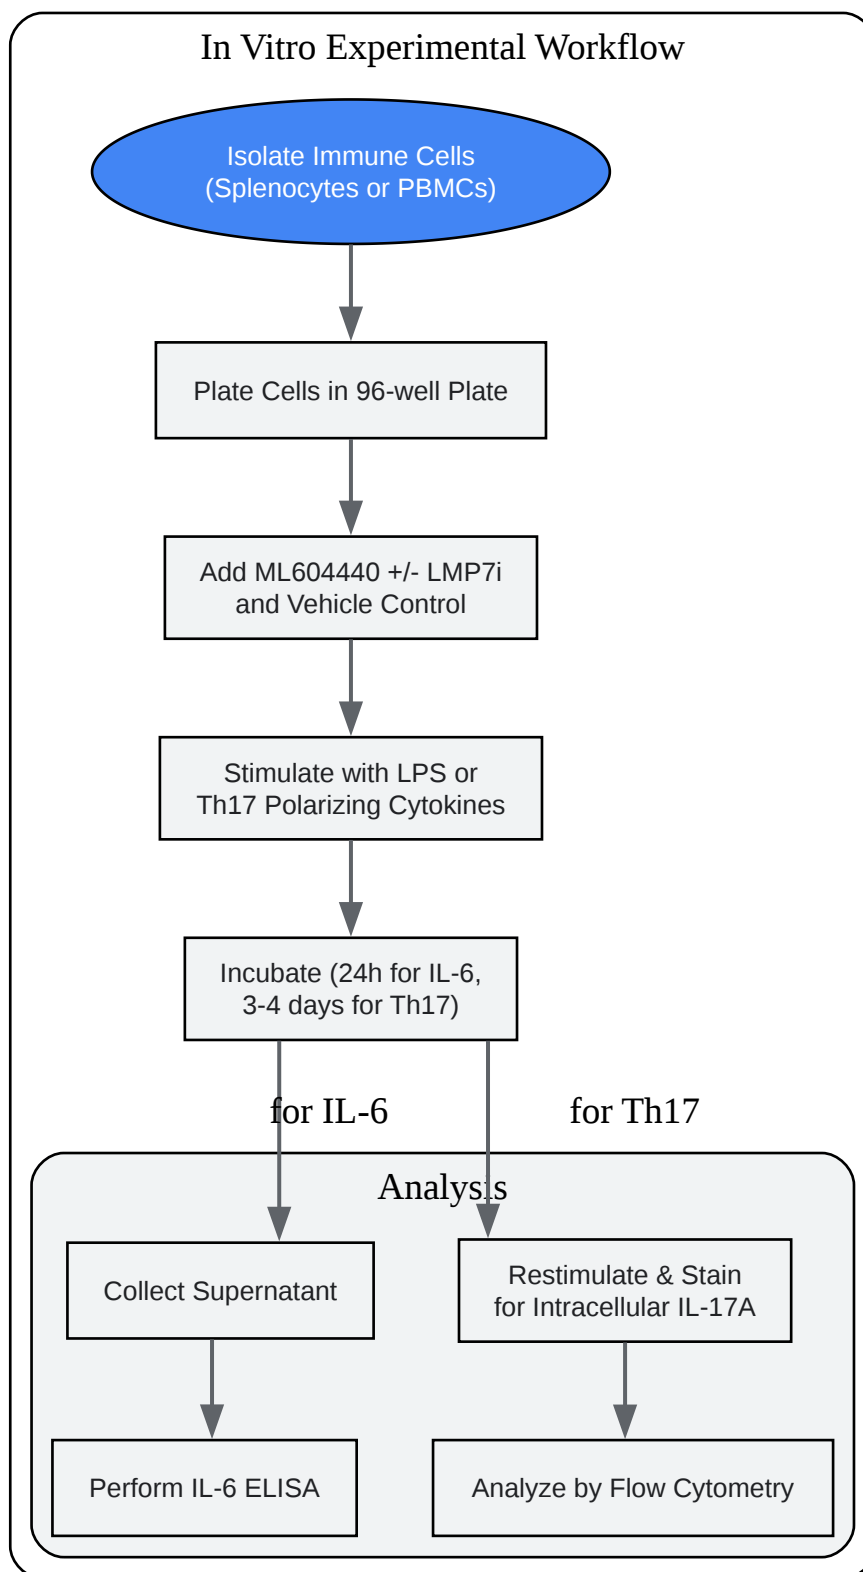 In Vitro Experimental Workflow
Isolate Immune Cells
(Splenocytes or PBMCs)
Plate Cells in 96-well Plate
Add ML604440 +/- LMP7i
and Vehicle Control
Stimulate with LPS or
Th17 Polarizing Cytokines
Incubate (24h for IL-6,
3-4 days for Th17)
for IL-6
for Th17
Analysis
Collect Supernatant
Restimulate & Stain
for Intracellular IL-17A
Perform IL-6 ELISA
Analyze by Flow Cytometry